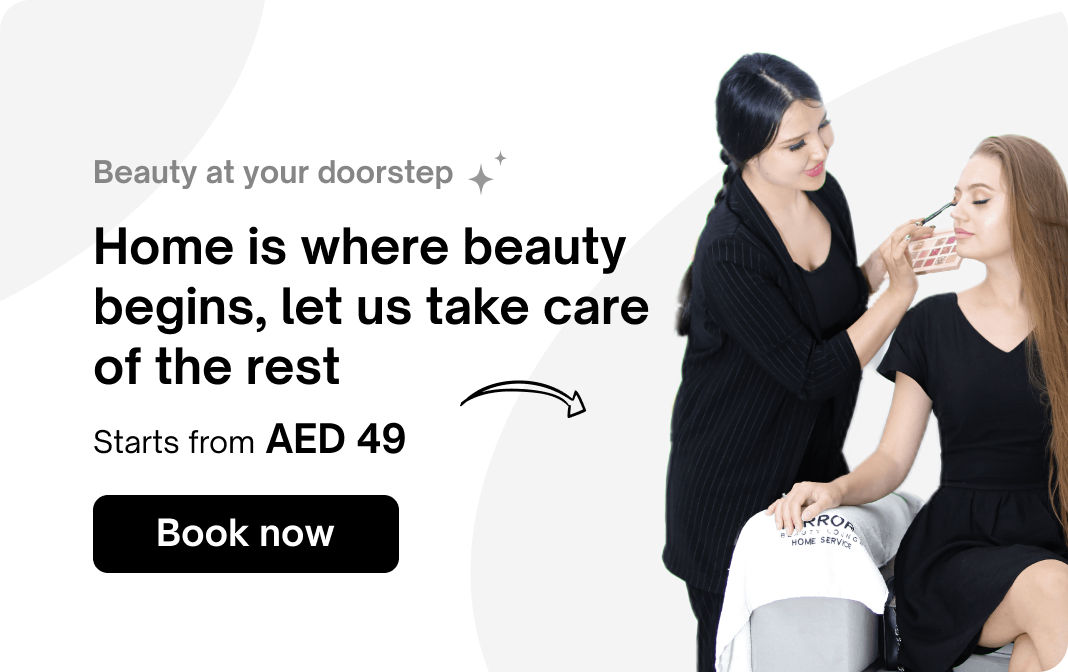 Beauty at your doorstep
Home is where beauty
begins, let us take care
of the rest
Starts from AED 49
Book now
HOME SERVICE